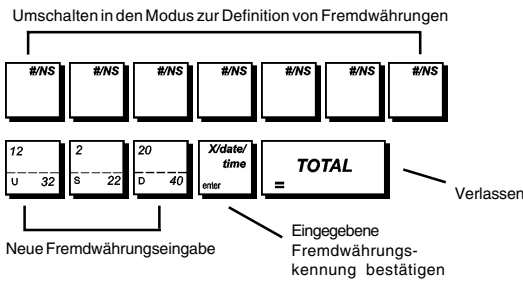 Umschalten in den Modus zur Definition von Fremdwährungen
#/NS #/NS #/NS #/NS #/NS #/NS #/NS
12 2 20 X/date/
time
TOTAL
U 32 S 22 D 40 enter =
Verlassen
Neue Fremdwährungseingabe
Eingegebene
Fremdwährungs-
kennung bestätigen